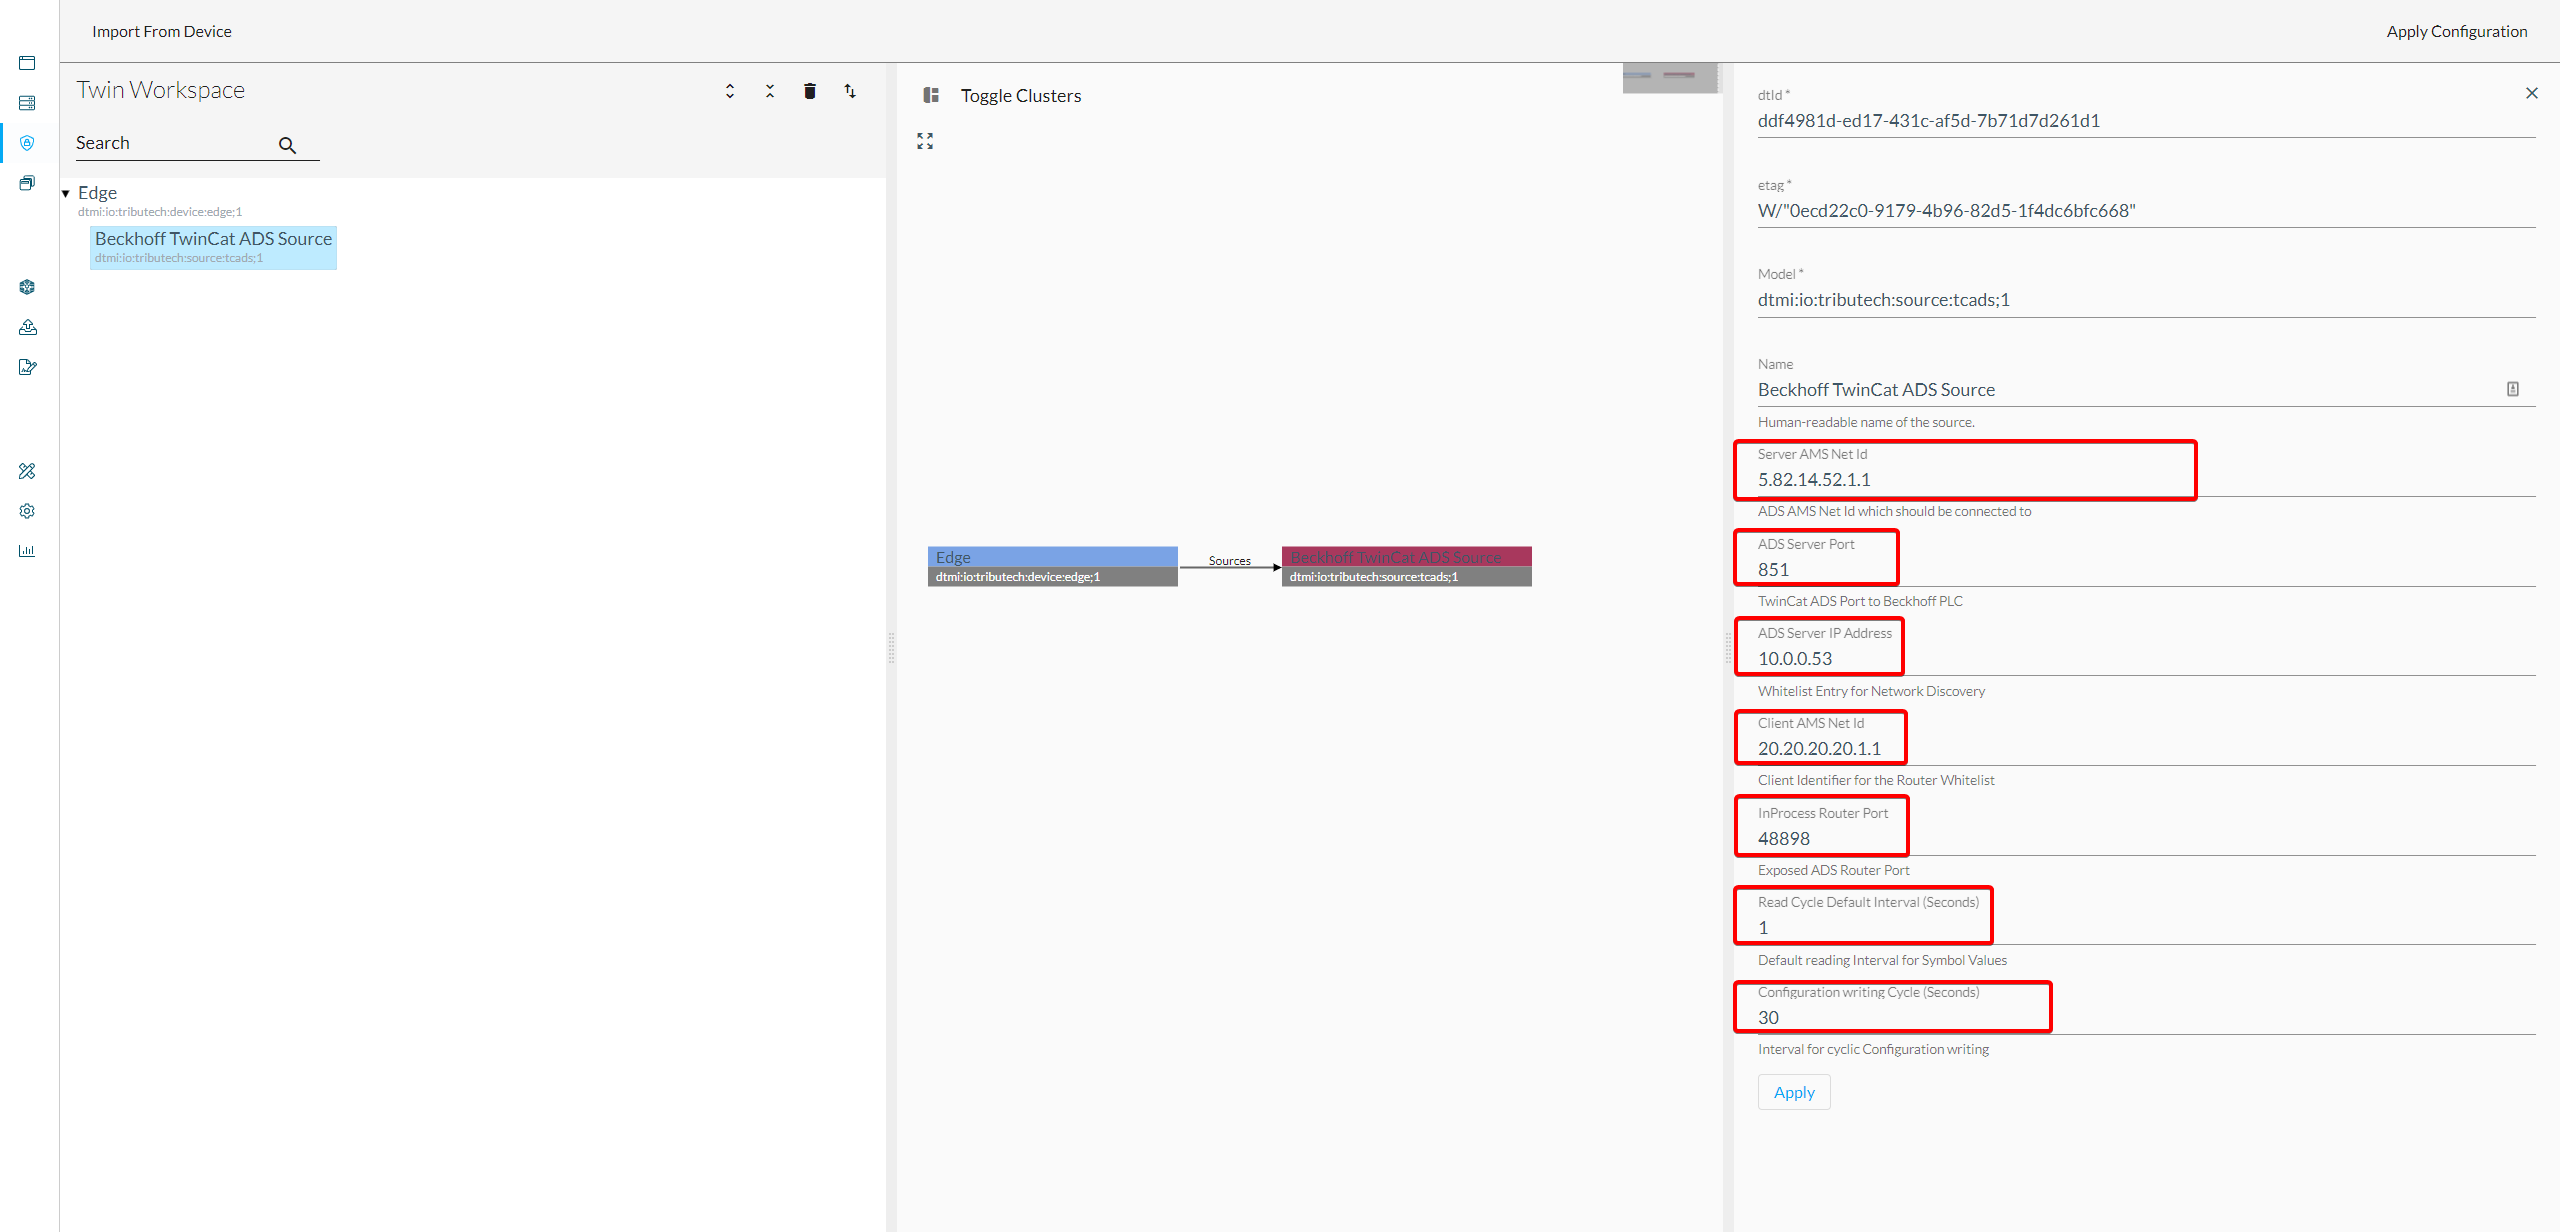 Import From Device
Apply Configuration
Twin Workspace
Search
Edge
dtmi:io:tributech:device:edge;1
Beckhoff TwinCat ADS Source
dtmi:io:tributech:source:tcads;1
Toggle Clusters
Edge
dtmi:io:tributech:device:edge;1
Sources
Beckhoff TwinCat ADS Source
dtmi:io:tributech:source:tcads;1
dtId *
ddf4981d-ed17-431c-af5d-7b71d7d261d1
etag *
W/"0ecd22c0-9179-4b96-82d5-1f4dc6bfc668"
Model *
dtmi:io:tributech:source:tcads;1
Name
Beckhoff TwinCat ADS Source
Human-readable name of the source.
Server AMS Net Id
5.82.14.52.1.1
ADS AMS Net Id which should be connected to
ADS Server Port
851
TwinCat ADS Port to Beckhoff PLC
ADS Server IP Address
10.0.0.53
Whitelist Entry for Network Discovery
Client AMS Net Id
20.20.20.20.1.1
Client Identifier for the Router Whitelist
InProcess Router Port
48898
Exposed ADS Router Port
Read Cycle Default Interval (Seconds)
1
Default reading Interval for Symbol Values
Configuration writing Cycle (Seconds)
30
Interval for cyclic Configuration writing
Apply